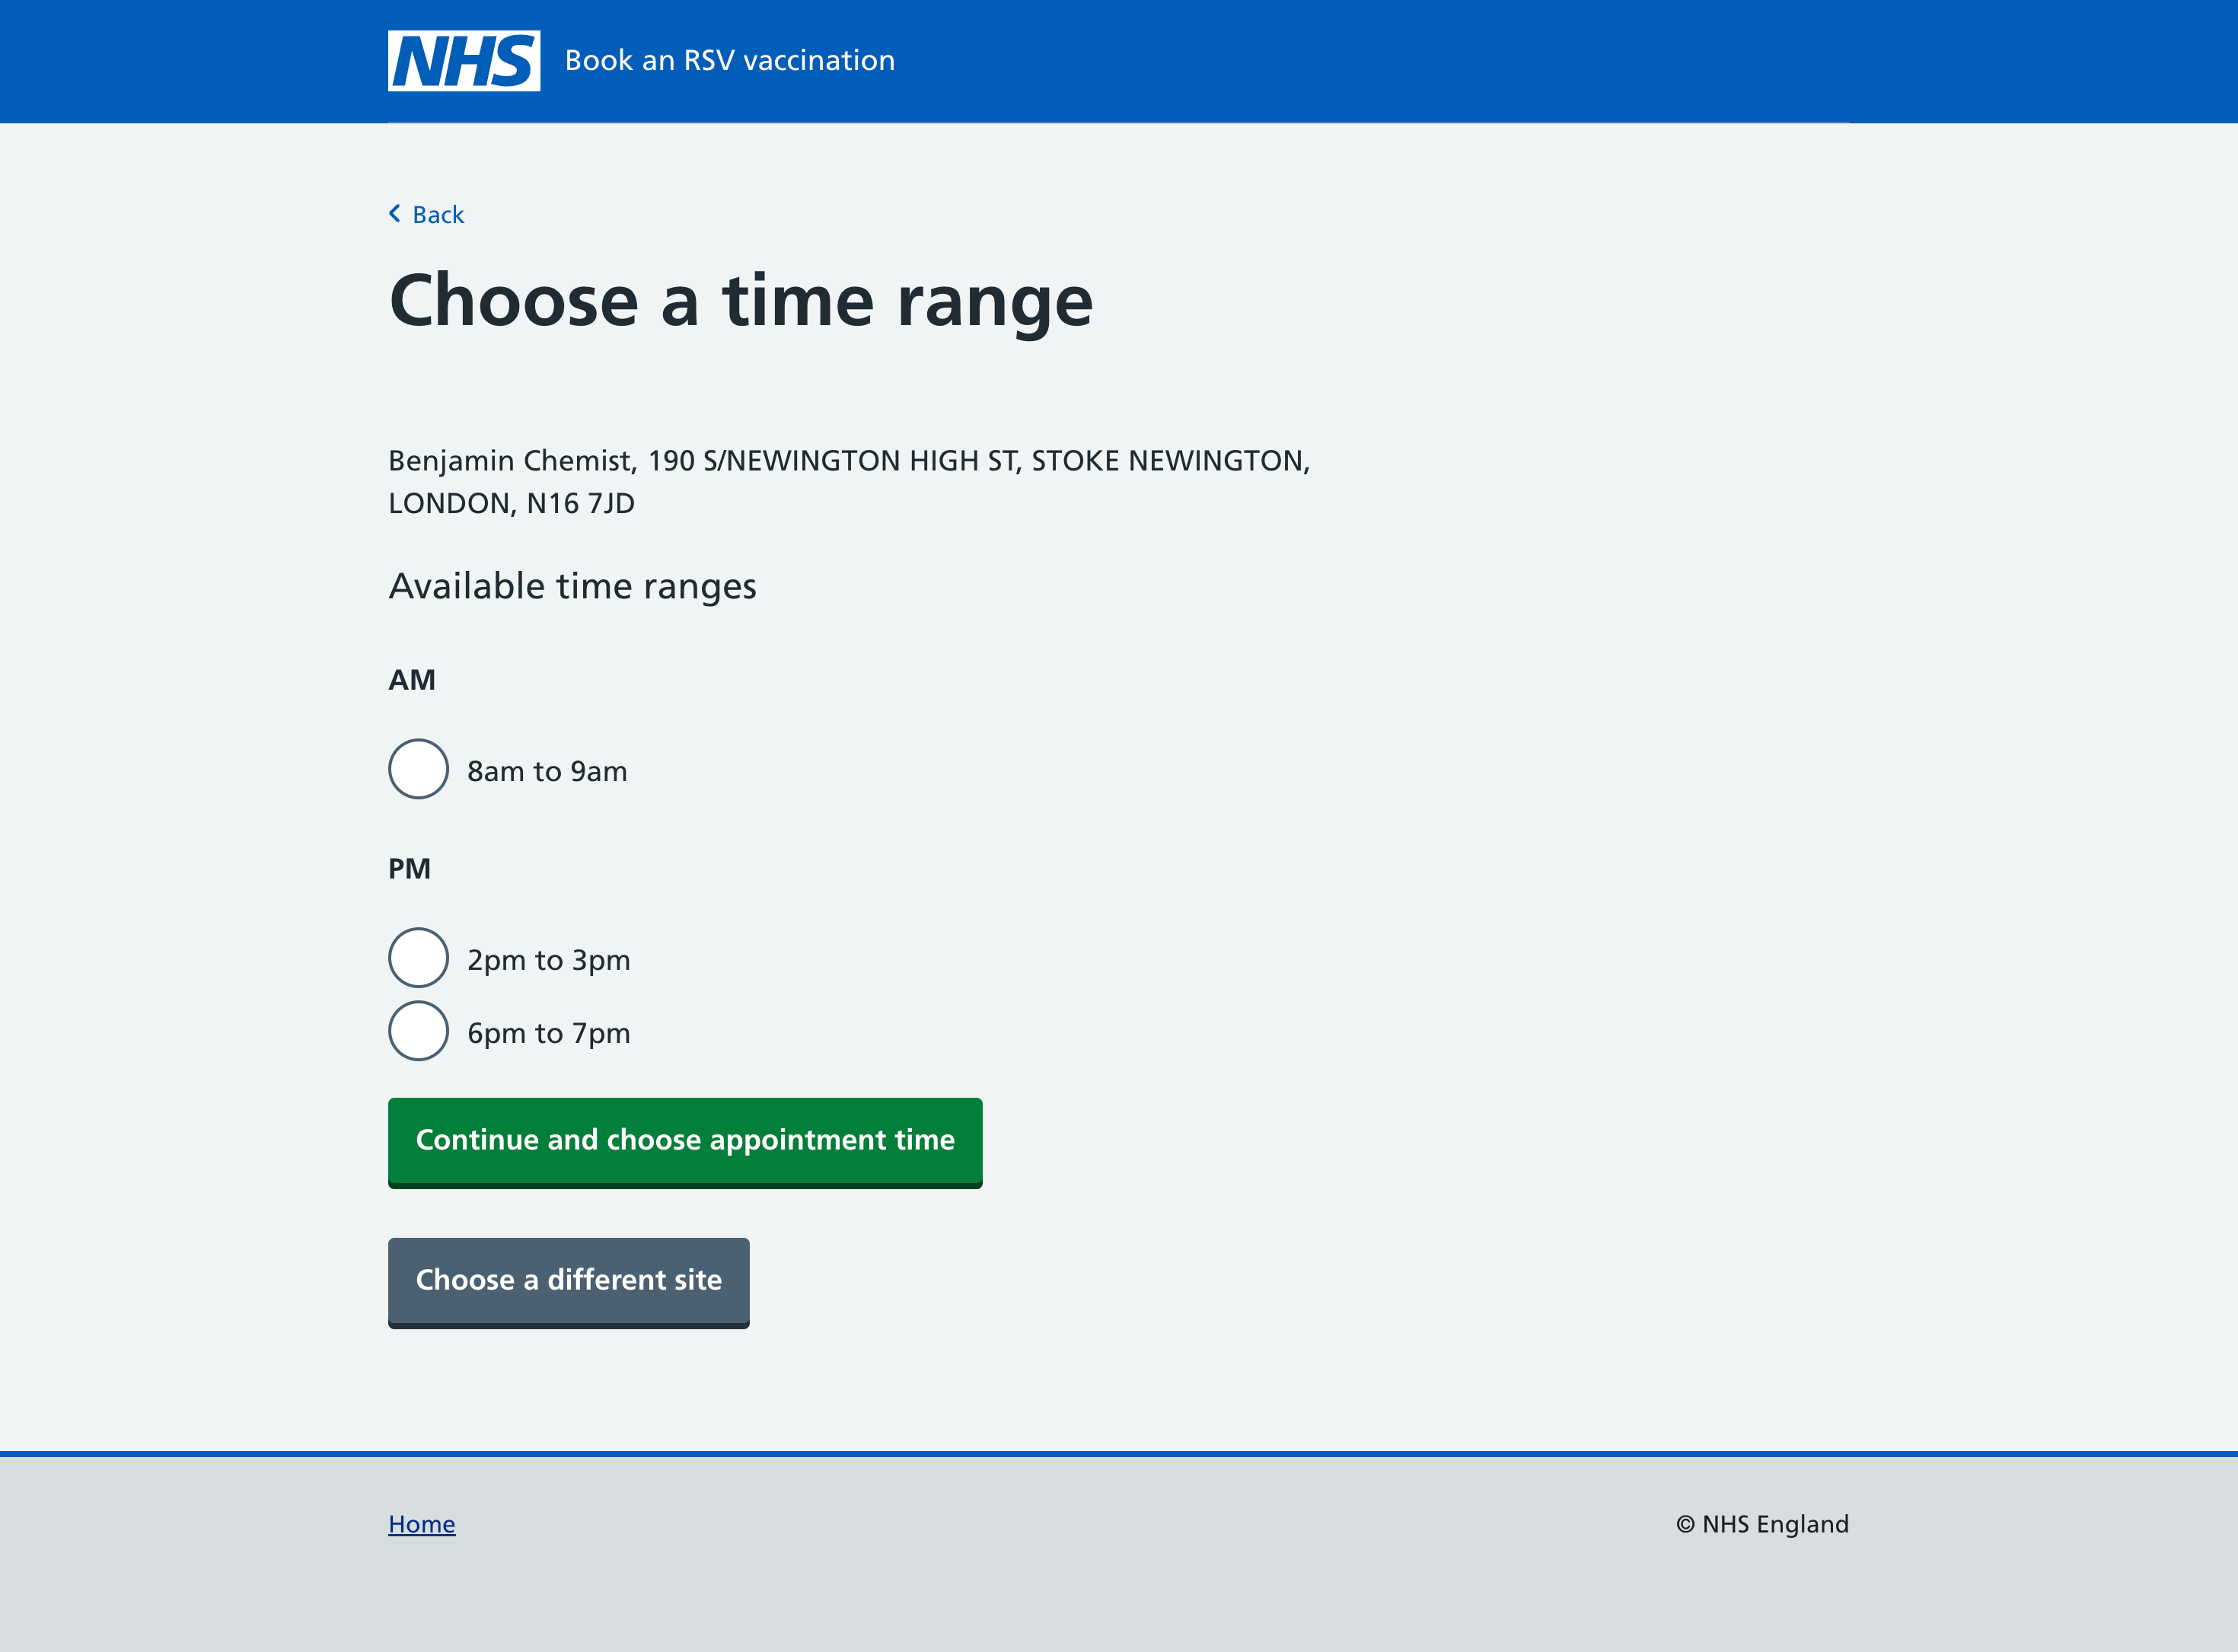 NHS Book an RSV vaccination
Back
Choose a time range
Benjamin Chemist, 190 S/NEWINGTON HIGH ST, STOKE NEWINGTON,
LONDON, N16 7JD
Available time ranges
AM
8am to 9am
PM
2pm to 3pm
6pm to 7pm
Continue and choose appointment time
Choose a different site
Home © NHS England